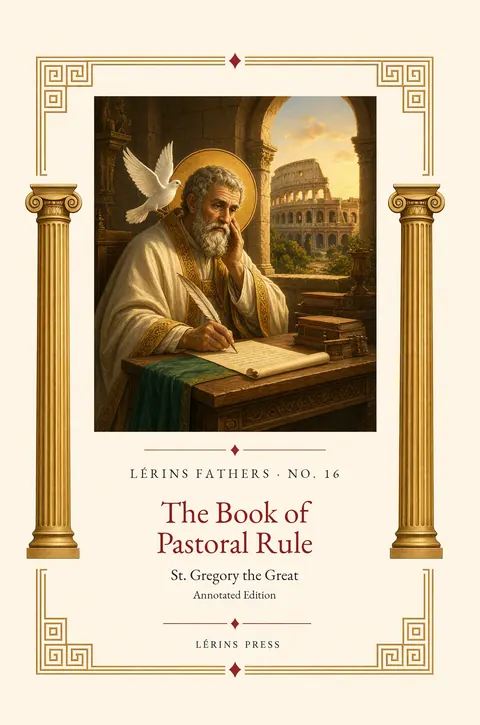 LÉRINS FATHERS · NO. 16
The Book of
Pastoral Rule
St. Gregory the Great
Annotated Edition
LÉRINS PRESS